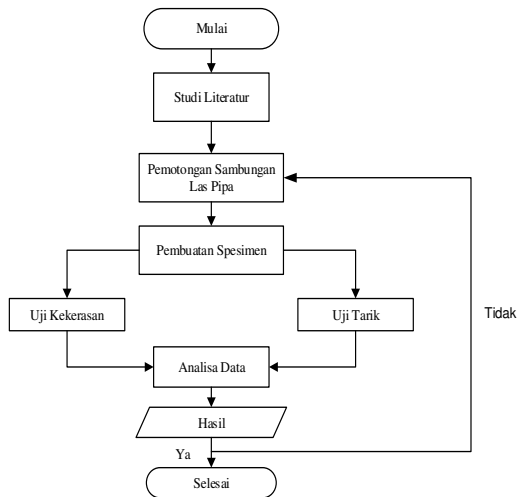 Mulai
Studi Literatur
Pemotongan Sambungan
Las Pipa
Pembuatan Spesimen
Uji Kekerasan
Uji Tarik
Tidak
Analisa Data
Hasil
Ya
Selesai